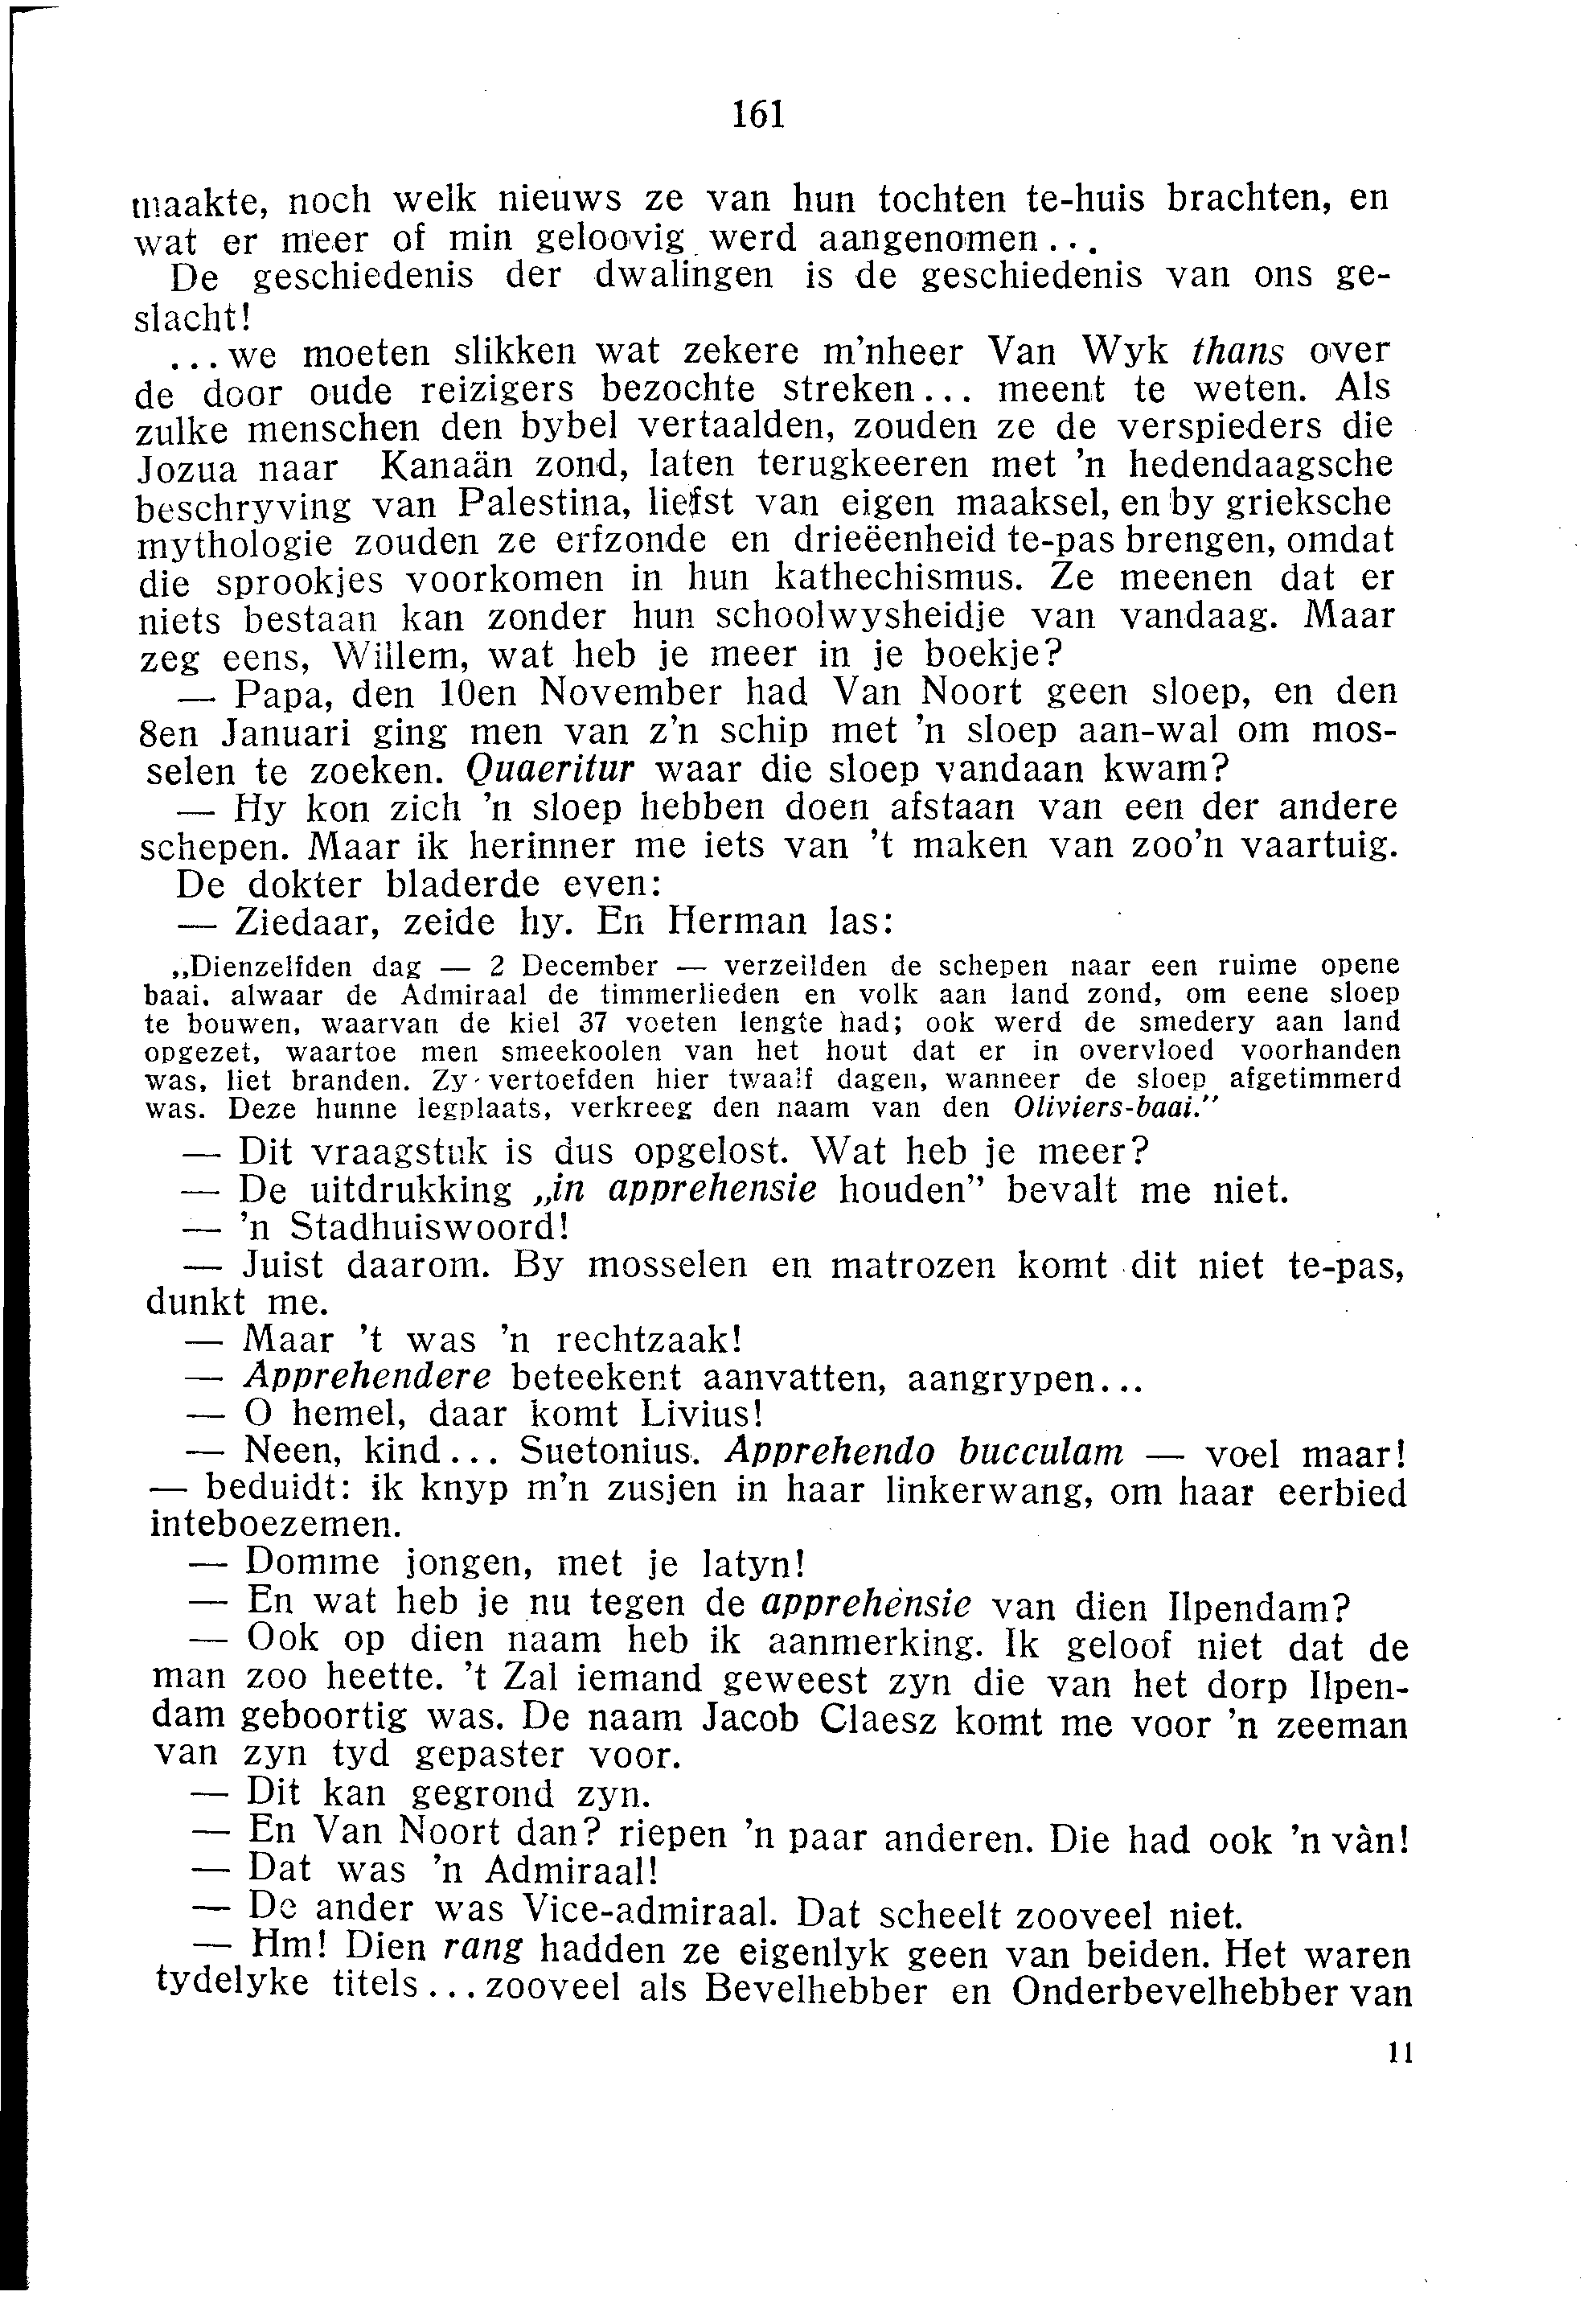 161
maakte, noch welk nieuws ze van hun tochten te-huis brachten, en
wat er meer of min geloovig werd aangenomen...
De geschiedenis der dwalingen is de geschiedenis van ons ge-
slacht!
...we moeten slikken wat zekere m'nheer Van Wyk thans over
de door oude reizigers bezochte streken... meent te weten. Als
zulke menschen den bybel vertaalden, zouden ze de verspieders die
Jozua naar Kanaän zond, laten terugkeeren met 'n hedendaagsche
beschryving van Palestina, liefst van eigen maaksel, en by grieksche
mythologie zouden ze erfzonde en drieëenheid te-pas brengen, omdat
die sprookjes voorkomen in hun kathechismus. Ze meenen dat er
niets bestaan kan zonder hun schoolwysheidje van vandaag. Maar
zeg eens, Willem, wat heb je meer in je boekje?
— Papa, den 10en November had Van Noort geen sloep, en den
8en Januari ging men van z'n schip met 'n sloep aan-wal om mos-
selen te zoeken. Quaeritur waar die sloep vandaan kwam?
— Hy kon zich 'n sloep hebben doen afstaan van een der andere
schepen. Maar ik herinner me iets van 't maken van zoo'n vaartuig.
De dokter bladerde even:
— Ziedaar, zeide hy. En Herman las:
„Dienzelfden dag — 2 December — verzeilden de schepen naar een ruime opene
baai. alwaar de Admiraal de timmerlieden en volk aan land zond, om eene sloep
te bouwen, waarvan de kiel 37 voeten lengte had; ook werd de smedery aan land
opgezet, waartoe men smeekoolen van het hout dat er in overvloed voorhanden
was, liet branden. Zy vertoefden hier twaalf dagen, wanneer de sloep afgetimmerd
was. Deze hunne legplaats, verkreeg den naam van den Oliviers-baai."
— Dit vraagstuk is dus opgelost. Wat heb je meer?
— De uitdrukking „in apprehensie houden" bevalt me niet.
— 'n Stadhuiswoord!
— Juist daarom. By mosselen en matrozen komt dit niet te-pas,
dunkt me.
— Maar 't was 'n rechtzaak!
— Apprehendere beteekent aanvatten, aangrypen...
— O hemel, daar komt Livius!
— Neen, kind... Suetonius. Apprehendo bucculam — voel maar!
— beduidt: ik knyp m'n zusjen in haar linkerwang, om haar eerbied
inteboezemen.
— Domme jongen, met je latyn!
— En wat heb je nu tegen de apprehensie van dien Ilpendam?
— Ook op dien naam heb ik aanmerking. Ik geloof niet dat de
man zoo heette. 't Zal iemand geweest zyn die van het dorp Ilpen-
dam geboortig was. De naam Jacob Claesz komt me voor 'n zeeman
van zyn tyd gepaster voor.
— Dit kan gegrond zyn.
— En Van Noort dan? riepen 'n paar anderen. Die had ook 'n vàn!
— Dat was 'n Admiraal!
— De ander was Vice-admiraal. Dat scheelt zooveel niet.
— Hm! Dien rang hadden ze eigenlyk geen van beiden. Het waren
tydelyke titels... zooveel als Bevelhebber en Onderbevelhebber van
11